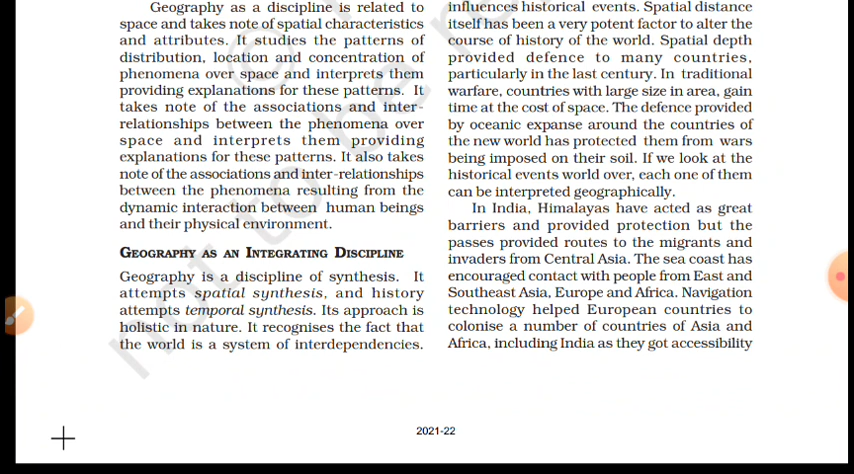 Geography as a discipline is related to
space and takes note of spatial characteristics
and attributes. It studies the patterns of
distribution, location and concentration of
phenomena over space and interprets them
providing explanations for these patterns. It
takes note of the associations and inter-
relationships between the phenomena over
space and interprets them providing
explanations for these patterns. It also takes
note of the associations and inter-relationships
between the phenomena resulting from the
dynamic interaction between human beings
and their physical environment.
GEOGRAPHY AS AN INTEGRATING DISCIPLINE
Geography is a discipline of synthesis. It
attempts spatial synthesis, and history
attempts temporal synthesis. Its approach is
holistic in nature. It recognises the fact that
the world is a system of interdependencies.
influences historical events. Spatial distance
itself has been a very potent factor to alter the
course of history of the world. Spatial depth
provided defence to many countries,
particularly in the last century. In traditional
warfare, countries with large size in area, gain
time at the cost of space. The defence provided
by oceanic expanse around the countries of
the new world has protected them from wars
being imposed on their soil. If we look at the
historical events world over, each one of them
can be interpreted geographically.
In India, Himalayas have acted as great
barriers and provided protection but the
passes provided routes to the migrants and
invaders from Central Asia. The sea coast has
encouraged contact with people from East and
Southeast Asia, Europe and Africa. Navigation
technology helped European countries to
colonise a number of countries of Asia and
Africa, including India as they got accessibility
2021-22
©
not to be